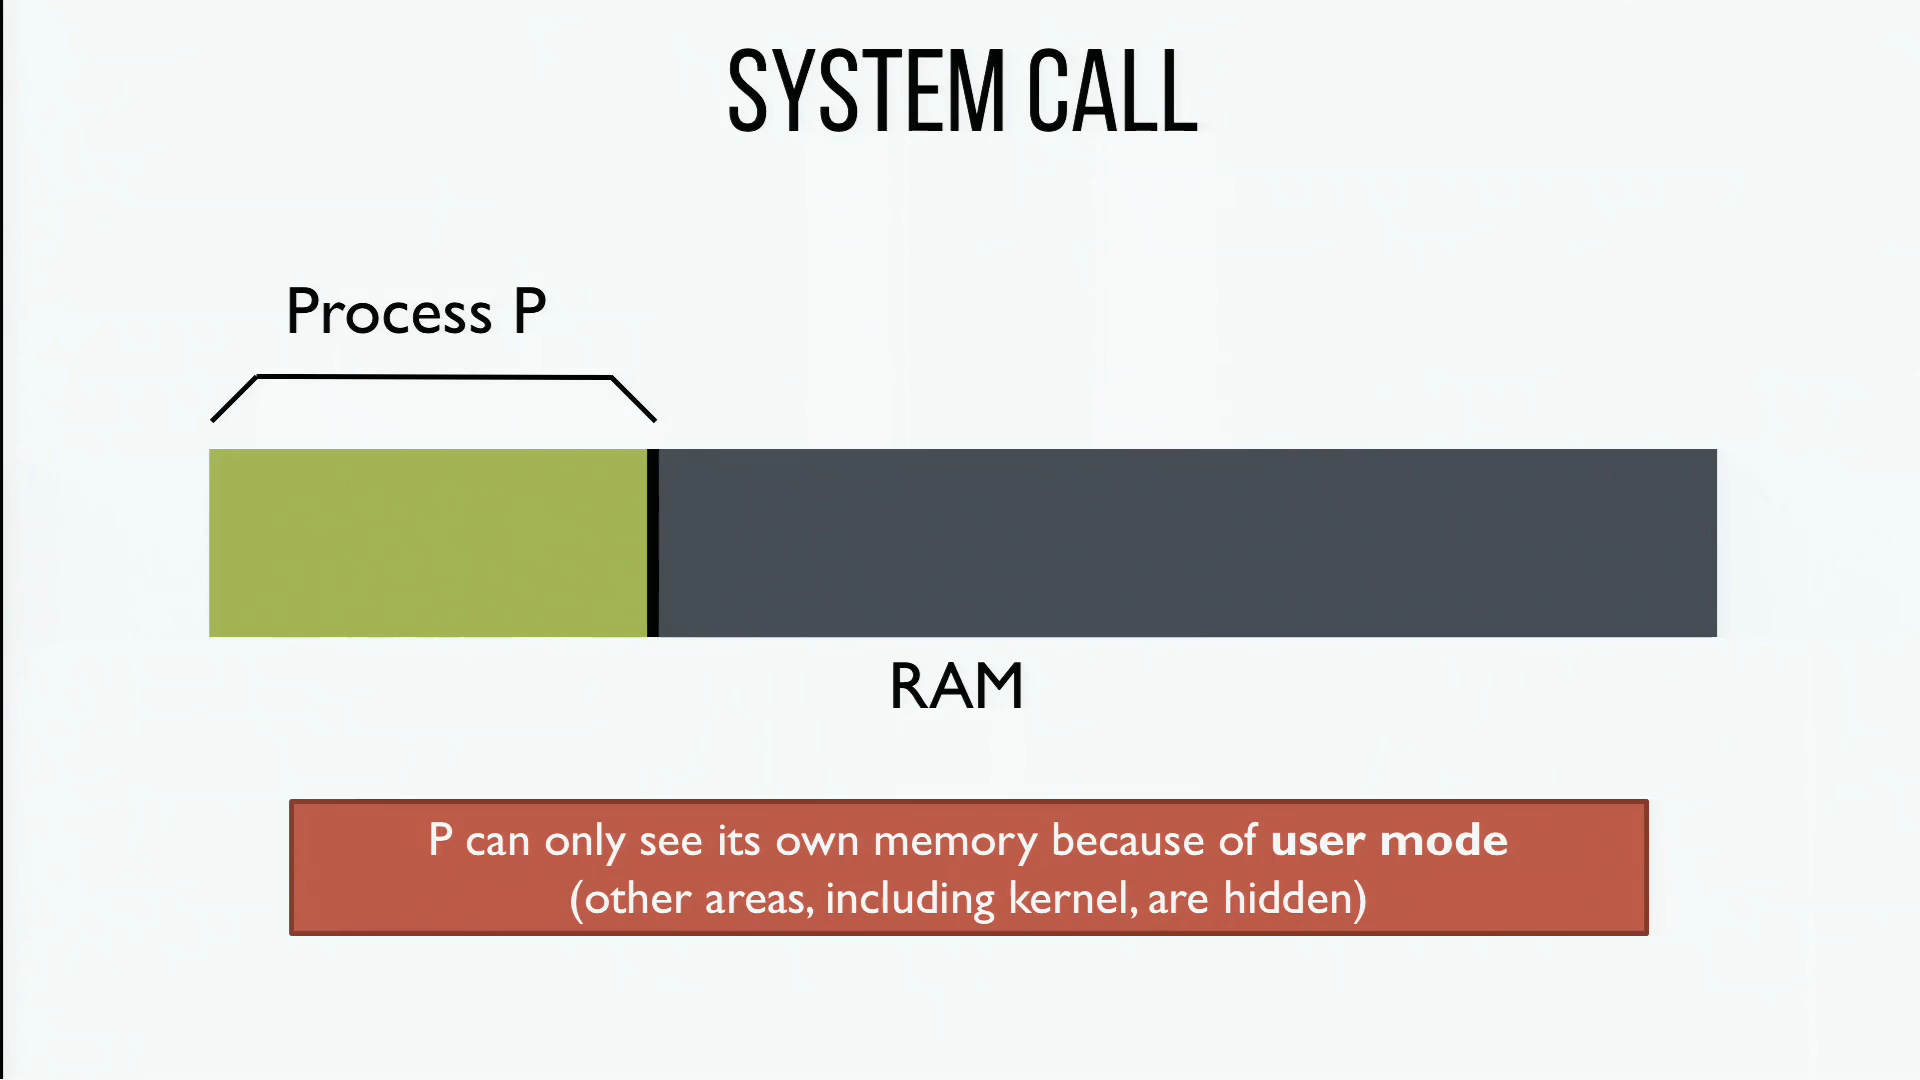 SYSTEM CALL
Process P
RAM
P can only see its own memory because of user mode
(other areas, including kernel, are hidden)